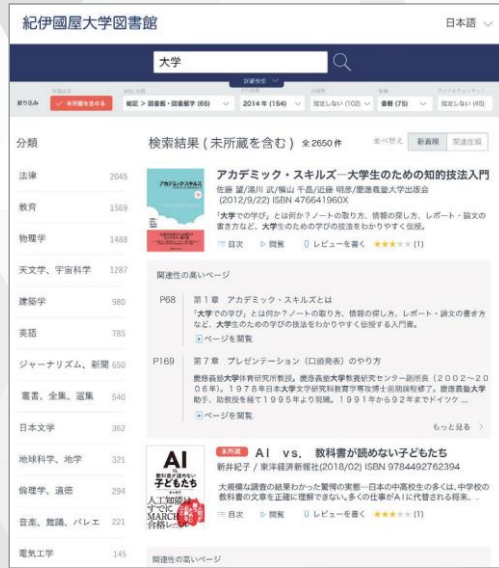 紀伊國屋大学図書館
日本語
大学
詳細検索
絞り込み
✓ 未所蔵を含める
総記 > 図書館・図書館学 (65)
2014年 (154)
指定しない (102)
書籍 (75)
指定しない (45)
分類
検索結果 ( 未所蔵を含む ) 全 2650 件
並べ替え
新着順
関連度順
法律 2045
教育 1569
物理学 1488
天文学、宇宙科学 1287
建築学 980
英語 785
ジャーナリズム、新聞 650
叢書、全集、選集 540
日本文学 362
地球科学、地学 321
倫理学、道徳 294
音楽、舞踊、バレエ 221
電気工学 145
アカデミックスキルズ
アカデミック・スキルズ―大学生のための知的技法入門
佐藤 望/湯川 武/横山 千晶/近藤 明彦/慶應義塾大学出版会
(2012/9/22) ISBN 476641960X
「大学での学び」とは何か？ノートの取り方、情報の探し方、レポート・論文の
書き方など、大学生のための学びの技法をわかりやすく伝授。
目次
閲覧
レビューを書く
★★★★★ (1)
関連性の高いページ
P68 第 1 章 アカデミック・スキルズとは
「大学での学び」とは何か？ノートの取り方、情報の探し方、レポート・論文の書き方
など、大学生のための学びの技法をわかりやすく伝授する入門書。
ページを閲覧
P169 第 7 章 プレゼンテーション（口頭発表）のやり方
慶應義塾大学体育研究所教授。慶應義塾大学教養研究センター副所長（２００２～２０
０６年）。１９７８年日本大学文学研究科教育学専攻博士前期課程修了。慶應義塾大学
助手、助教授を経て１９９５年より現職。１９９１年から９２年までドイツケ ...
ページを閲覧
もっと見る
AI vs.
教科書が読めない
子どもたち
人工知能は
すでに
MARCH
合格レベル
未所蔵
ＡＩ ｖｓ． 教科書が読めない子どもたち
新井紀子 / 東洋経済新報社(2018/02) ISBN 9784492762394
大規模な調査の結果わかった驚愕の実態―日本の中高校生の多くは、中学校の
教科書の文章を正確に理解できない。多くの仕事がＡＩに代替される将来、..
目次
閲覧
レビューを書く
★★★★★ (1)
関連性の高いページ